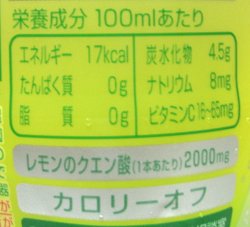 栄養成分 100mlあたり
エネルギー 17kcal
たんぱく質 0g
脂質 0g
炭水化物 4.5g
ナトリウム 8mg
ビタミンC 16~65mg
レモンのクエン酸(1本あたり)2000mg
カロリーオフ